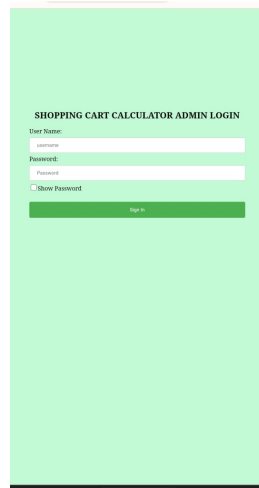 SHOPPING CART CALCULATOR ADMIN LOGIN
User Name:
username
Password:
Password
Show Password
Sign In